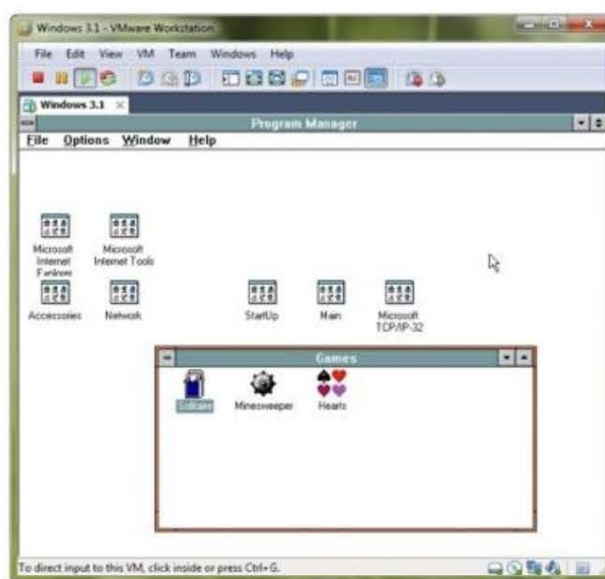 Windows 3.1 - VMware Workstation
File Edit View VM Team Windows Help
Windows 3.1
Program Manager
File Options Window Help
Microsoft Internet
Microsoft Internet Tools
Accessories
Network
StartUp
Main
Microsoft TCP/IP-32
Games
Solitaire
Minesweeper
Hearts
To direct input to this VM, click inside or press Ctrl+G.